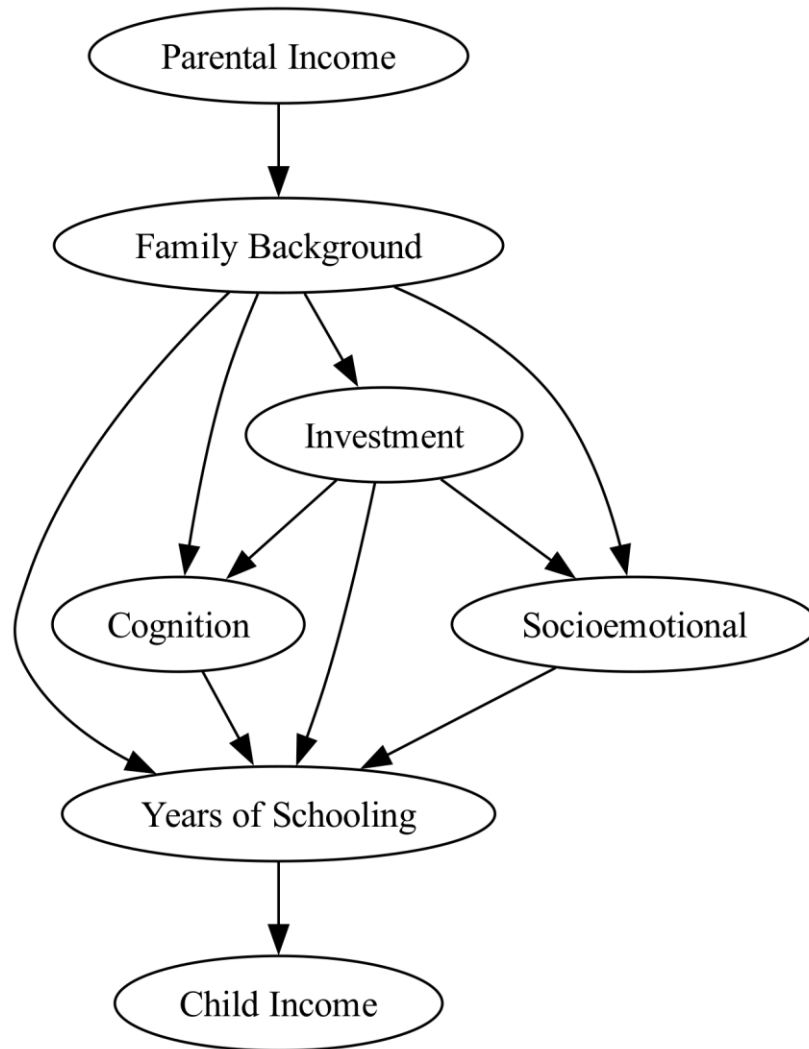 Parental Income
Family Background
Investment
Cognition
Socioemotional
Years of Schooling
Child Income